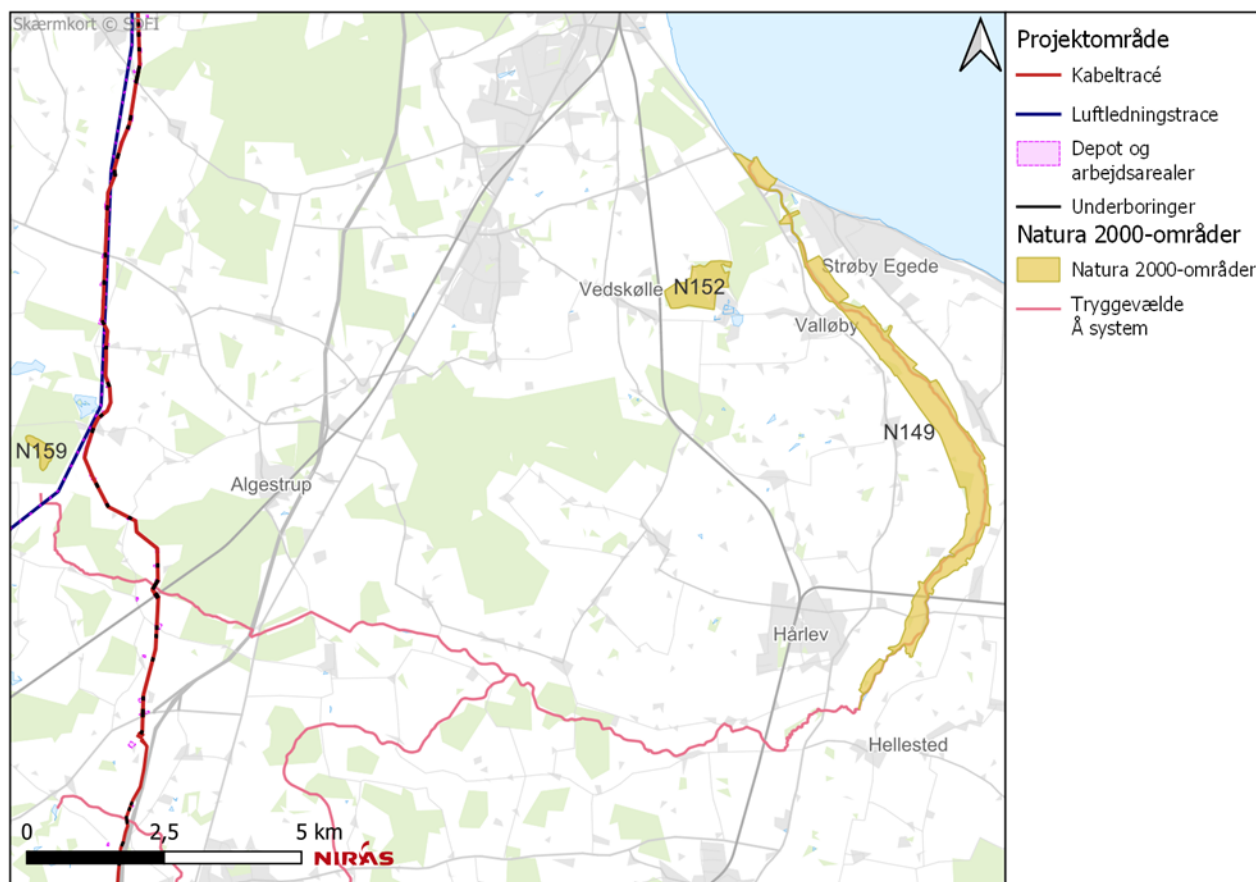 Skærmkort © SDFI
Strøby Egede
Vedskølle
N152
Valløby
N149
N159
Algestrup
Hårlev
Hellested
0
2,5
5 km
NIRÁS
Projektområde
Kabeltracé
Luftledningstrace
Depot og
arbejdsarealer
Underboringer
Natura 2000-områder
Natura 2000-områder
Tryggevælde
Å system